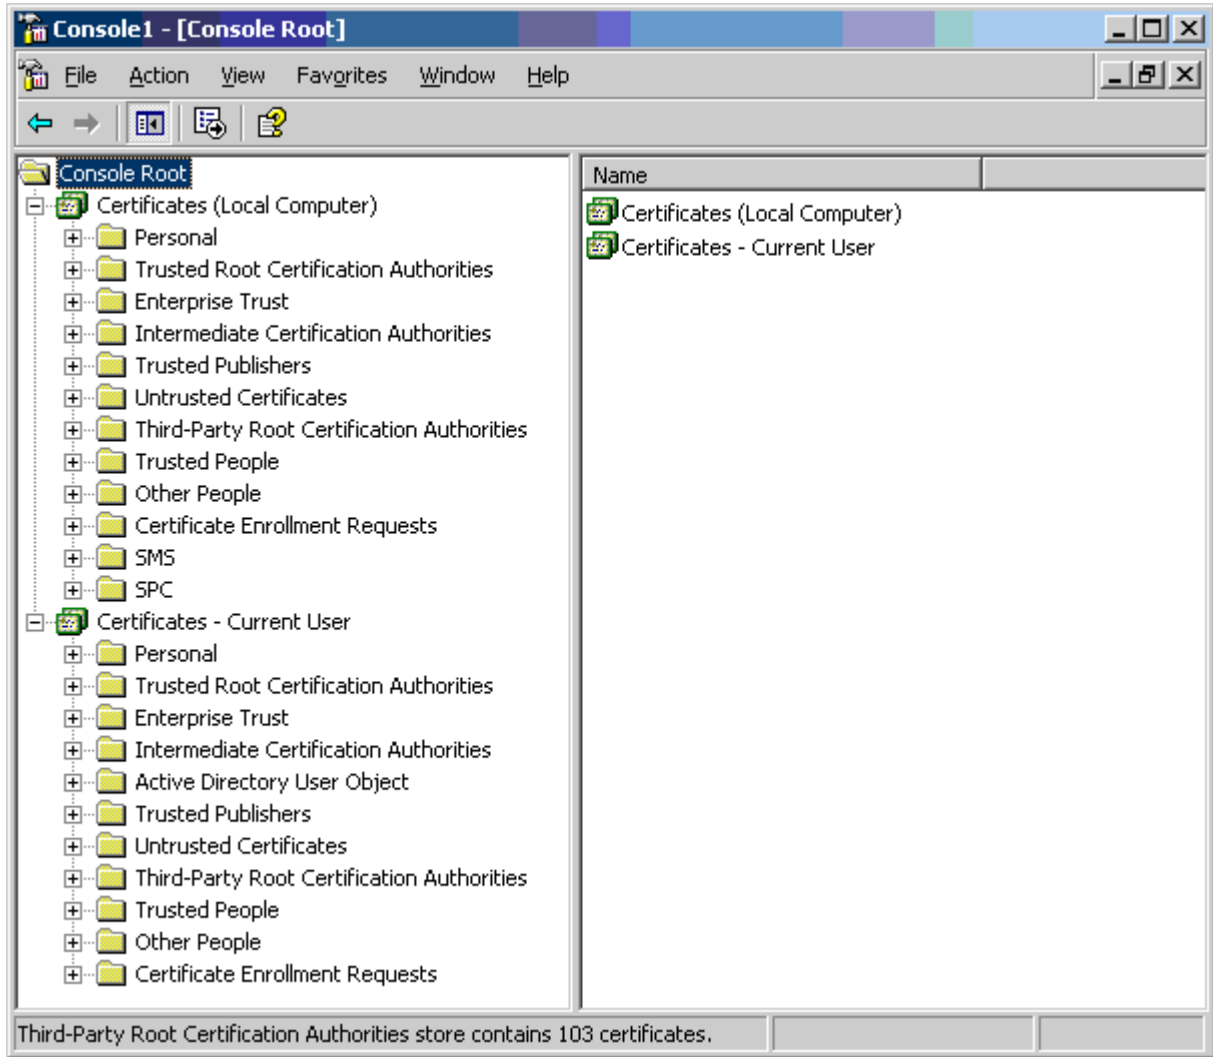 Console1 - [Console Root]
File Action View Favorites Window Help
Console Root
Certificates (Local Computer)
Personal
Trusted Root Certification Authorities
Enterprise Trust
Intermediate Certification Authorities
Trusted Publishers
Untrusted Certificates
Third-Party Root Certification Authorities
Trusted People
Other People
Certificate Enrollment Requests
SMS
SPC
Certificates - Current User
Personal
Trusted Root Certification Authorities
Enterprise Trust
Intermediate Certification Authorities
Active Directory User Object
Trusted Publishers
Untrusted Certificates
Third-Party Root Certification Authorities
Trusted People
Other People
Certificate Enrollment Requests
Name
Certificates (Local Computer)
Certificates - Current User
Third-Party Root Certification Authorities store contains 103 certificates.